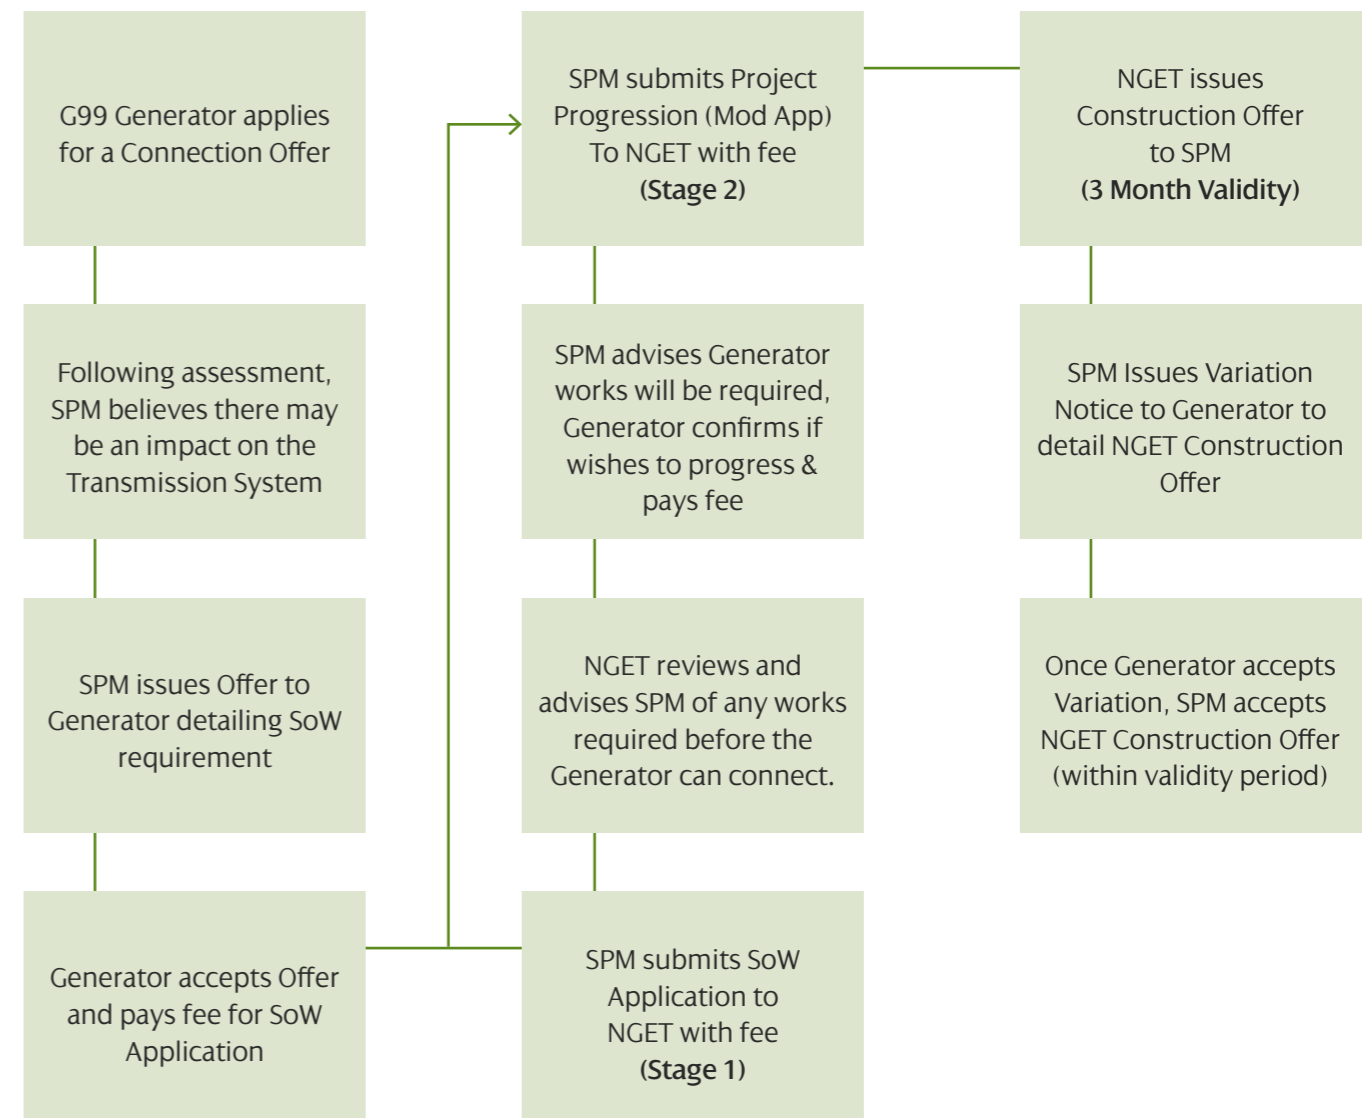 G99 Generator applies
for a Connection Offer
Following assessment,
SPM believes there may
be an impact on the
Transmission System
SPM issues Offer to
Generator detailing SoW
requirement
Generator accepts Offer
and pays fee for SoW
Application
SPM submits Project
Progression (Mod App)
To NGET with fee
(Stage 2)
SPM advises Generator
works will be required,
Generator confirms if
wishes to progress &
pays fee
NGET reviews and
advises SPM of any works
required before the
Generator can connect.
SPM submits SoW
Application to
NGET with fee
(Stage 1)
NGET issues
Construction Offer
to SPM
(3 Month Validity)
SPM Issues Variation
Notice to Generator to
detail NGET Construction
Offer
Once Generator accepts
Variation, SPM accepts
NGET Construction Offer
(within validity period)